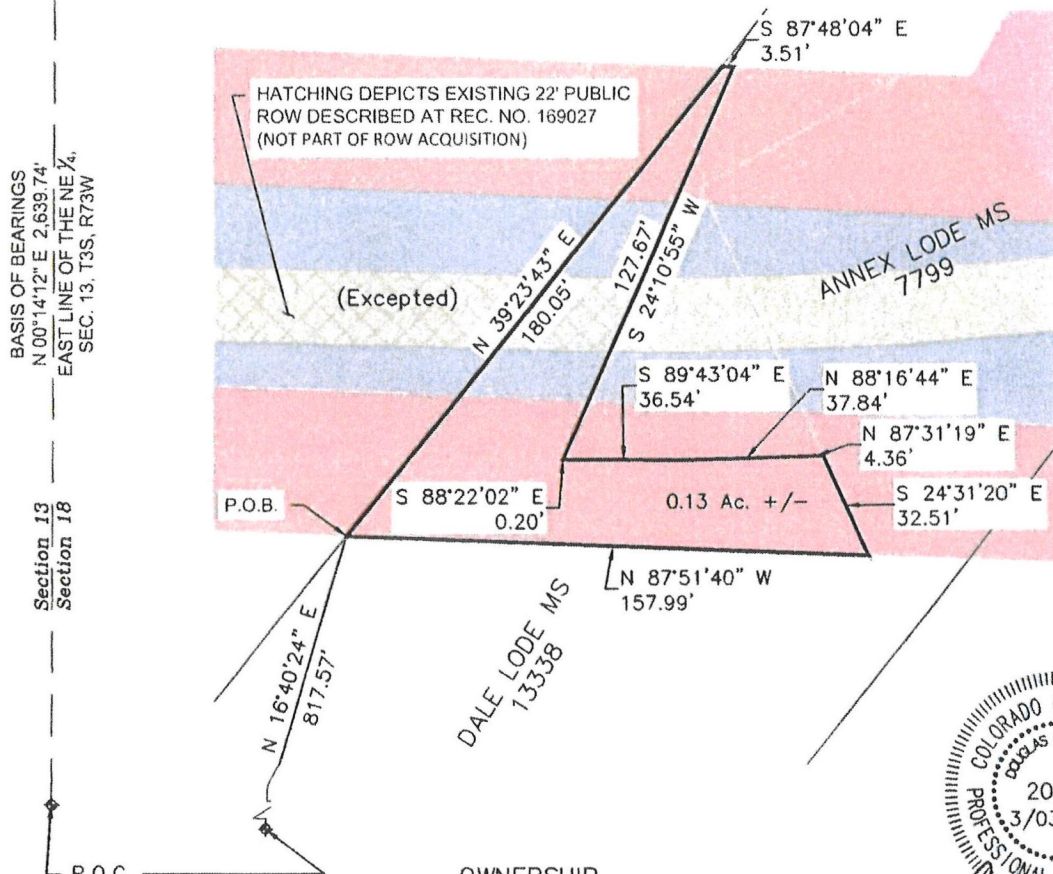 S 87°48'04" E
3.51'
HATCHING DEPICTS EXISTING 22' PUBLIC
ROW DESCRIBED AT REC. NO. 169027
(NOT PART OF ROW ACQUISITION)
BASIS OF BEARINGS
N 00°14'12" E 2,639.74'
EAST LINE OF THE NE ¼,
SEC. 13, T3S, R73W
(Excepted)
N 39°23'43" E
180.05'
127.67'
S 24°10'55" W
ANNEX LODE MS
7799
S 89°43'04" E
36.54'
N 88°16'44" E
37.84'
N 87°31'19" E
4.36'
S 24°31'20" E
32.51'
P.O.B.
S 88°22'02" E
0.20'
0.13 Ac. +/-
Section 13
Section 18
N 87°51'40" W
157.99'
N 16°40'24" E
817.57'
DALE LODE MS
13338
COLORADO
DOUGLAS
20
3/03
PROFESSIONAL
P.O.C.
OWNERSHIP